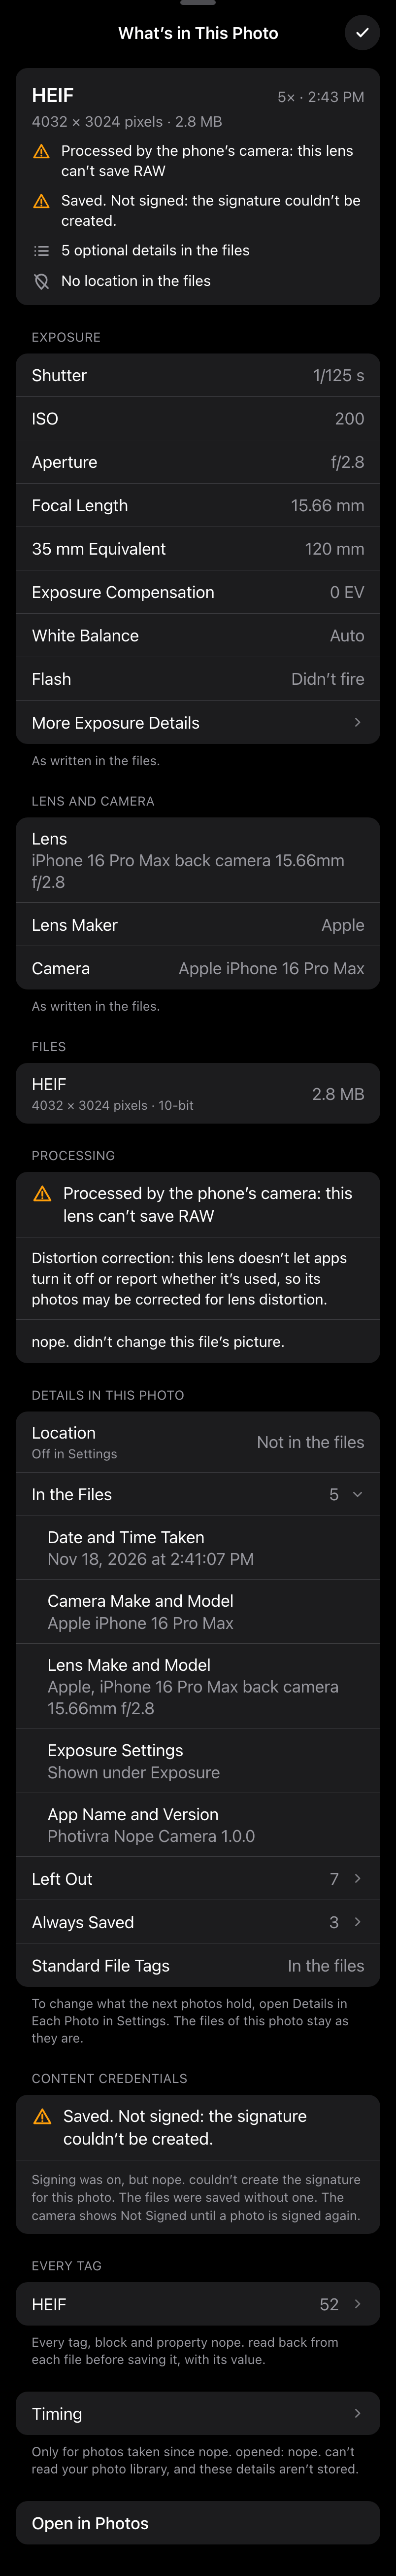 What's in This Photo
HEIF
5× · 2:43 PM
4032 × 3024 pixels · 2.8 MB
Processed by the phone's camera: this lens
can't save RAW
Saved. Not signed: the signature couldn't be
created.
5 optional details in the files
No location in the files
EXPOSURE
Shutter
1/125 s
ISO
200
Aperture
f/2.8
Focal Length
15.66 mm
35 mm Equivalent
120 mm
Exposure Compensation
0 EV
White Balance
Auto
Flash
Didn't fire
More Exposure Details
As written in the files.
LENS AND CAMERA
Lens
iPhone 16 Pro Max back camera 15.66mm
f/2.8
Lens Maker
Apple
Camera
Apple iPhone 16 Pro Max
As written in the files.
FILES
HEIF
4032 × 3024 pixels · 10-bit
2.8 MB
PROCESSING
Processed by the phone's camera: this
lens can't save RAW
Distortion correction: this lens doesn't let apps
turn it off or report whether it's used, so its
photos may be corrected for lens distortion.
nope. didn't change this file's picture.
DETAILS IN THIS PHOTO
Location
Off in Settings
Not in the files
In the Files
5
Date and Time Taken
Nov 18, 2026 at 2:41:07 PM
Camera Make and Model
Apple iPhone 16 Pro Max
Lens Make and Model
Apple, iPhone 16 Pro Max back camera
15.66mm f/2.8
Exposure Settings
Shown under Exposure
App Name and Version
Photivra Nope Camera 1.0.0
Left Out
7
Always Saved
3
Standard File Tags
In the files
To change what the next photos hold, open Details in
Each Photo in Settings. The files of this photo stay as
they are.
CONTENT CREDENTIALS
Saved. Not signed: the signature
couldn't be created.
Signing was on, but nope. couldn't create the signature
for this photo. The files were saved without one. The
camera shows Not Signed until a photo is signed again.
EVERY TAG
HEIF
52
Every tag, block and property nope. read back from
each file before saving it, with its value.
Timing
Only for photos taken since nope. opened: nope. can't
read your photo library, and these details aren't stored.
Open in Photos